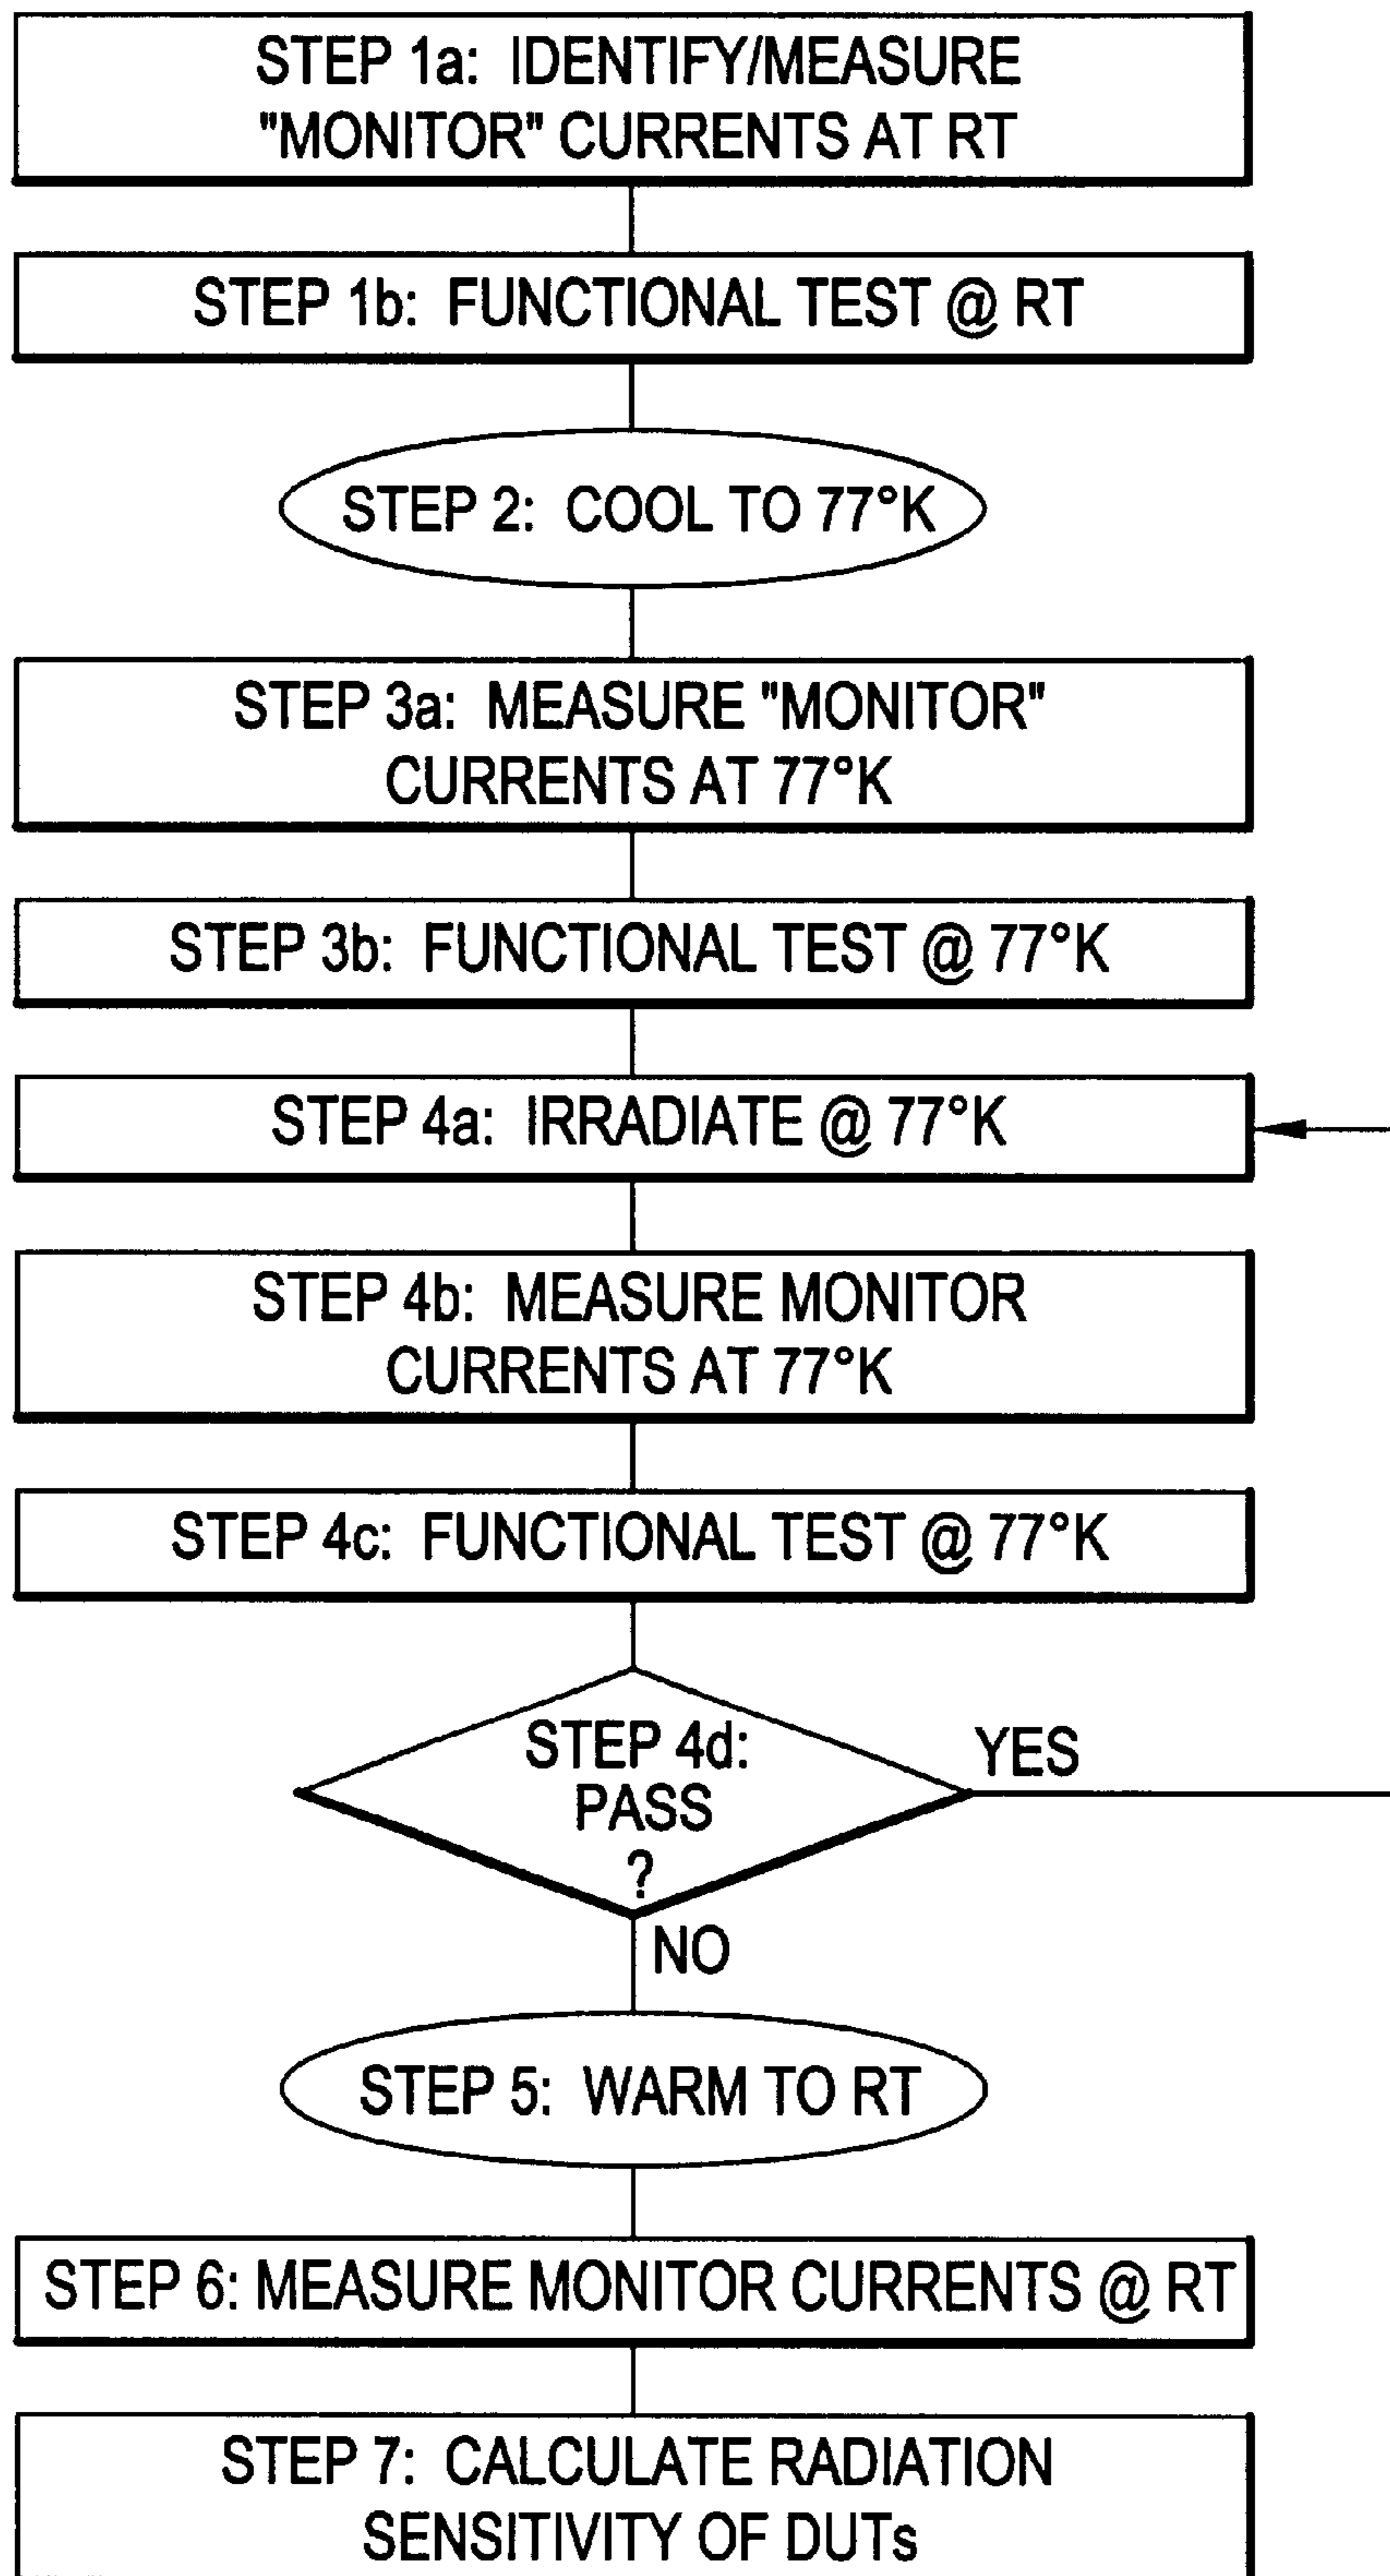 STEP 1a: IDENTIFY/MEASURE
"MONITOR" CURRENTS AT RT
STEP 1b: FUNCTIONAL TEST @ RT
STEP 2: COOL TO 77°K
STEP 3a: MEASURE "MONITOR"
CURRENTS AT 77°K
STEP 3b: FUNCTIONAL TEST @ 77°K
STEP 4a: IRRADIATE @ 77°K
STEP 4b: MEASURE MONITOR
CURRENTS AT 77°K
STEP 4c: FUNCTIONAL TEST @ 77°K
STEP 4d:
PASS
?
YES
NO
STEP 5: WARM TO RT
STEP 6: MEASURE MONITOR CURRENTS @ RT
STEP 7: CALCULATE RADIATION
SENSITIVITY OF DUTs